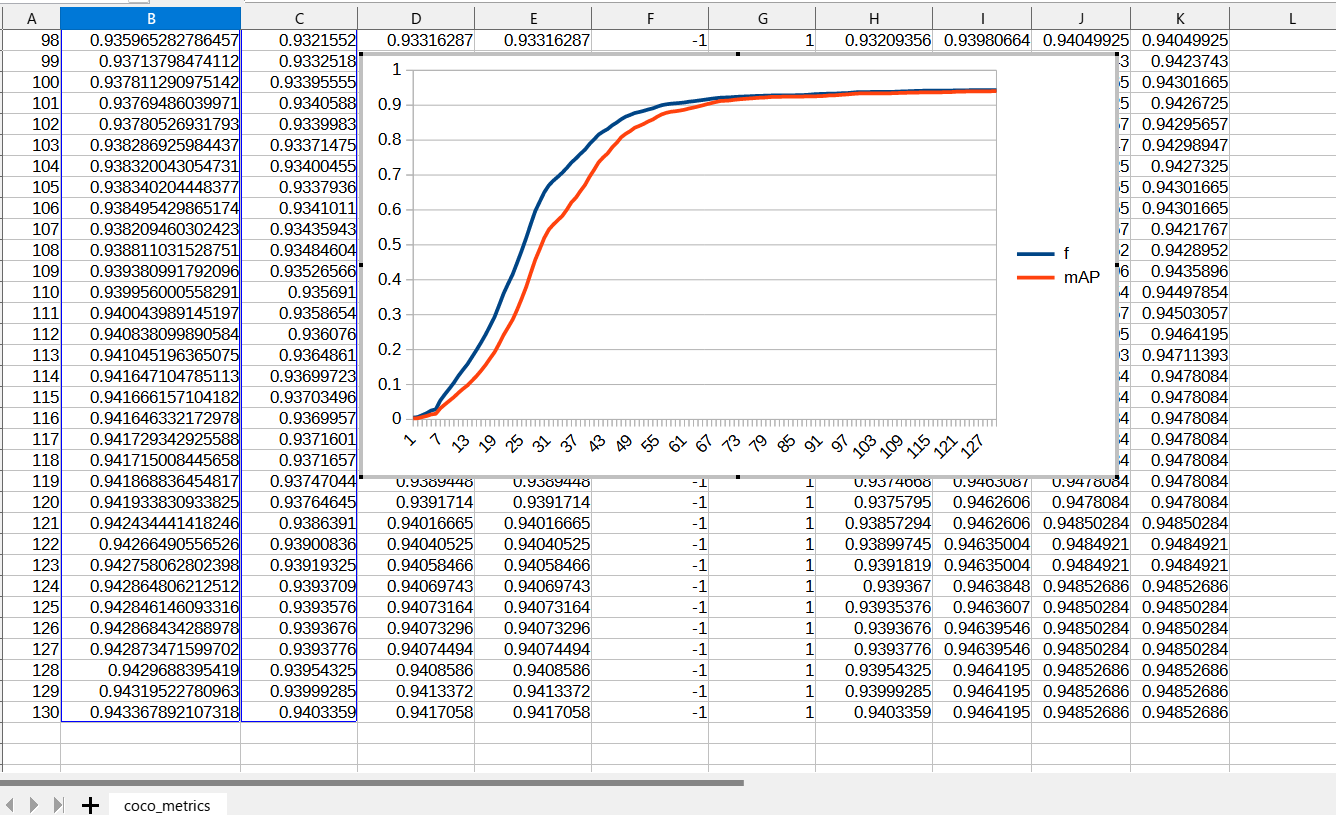 A B C D E F G H I J K L
98 0.935965282786457 0.9321552 0.93316287 0.93316287 -1 1 0.93209356 0.93980664 0.94049925 0.94049925
99 0.93713798474112 0.9332518 3 0.9423743
100 0.937811290975142 0.93395555 5 0.94301665
101 0.93769486039971 0.9340588 5 0.9426725
102 0.93780526931793 0.9339983 7 0.94295657
103 0.938286925984437 0.93371475 7 0.94298947
104 0.938320043054731 0.93400455 5 0.9427325
105 0.938340204448377 0.9337936 5 0.94301665
106 0.938495429865174 0.9341011 5 0.94301665
107 0.938209460302423 0.93435943 7 0.9421767
108 0.938811031528751 0.93484604 2 0.9428952
109 0.939380991792096 0.93526566 6 0.9435896
110 0.939956000558291 0.935691 4 0.94497854
111 0.940043989145197 0.9358654 7 0.94503057
112 0.940838099890584 0.936076 5 0.9464195
113 0.941045196365075 0.9364861 3 0.94711393
114 0.941647104785113 0.93699723 4 0.9478084
115 0.941666157104182 0.93703496 4 0.9478084
116 0.941646332172978 0.9369957 4 0.9478084
117 0.941729342925588 0.9371601 4 0.9478084
118 0.941715008445658 0.9371657 4 0.9478084
119 0.941868836454817 0.93747044 0.9389448 0.9389448 -1 1 0.9374668 0.9463087 0.9478084 0.9478084
120 0.941933830933825 0.93764645 0.9391714 0.9391714 -1 1 0.9375795 0.9462606 0.9478084 0.9478084
121 0.942434441418246 0.9386391 0.94016665 0.94016665 -1 1 0.93857294 0.9462606 0.94850284 0.94850284
122 0.94266490556526 0.93900836 0.94040525 0.94040525 -1 1 0.93899745 0.94635004 0.9484921 0.9484921
123 0.942758062802398 0.93919325 0.94058466 0.94058466 -1 1 0.9391819 0.94635004 0.9484921 0.9484921
124 0.942864806212512 0.9393709 0.94069743 0.94069743 -1 1 0.939367 0.9463848 0.94852686 0.94852686
125 0.942846146093316 0.9393576 0.94073164 0.94073164 -1 1 0.93935376 0.9463607 0.94850284 0.94850284
126 0.942868434288978 0.9393676 0.94073296 0.94073296 -1 1 0.9393676 0.94639546 0.94850284 0.94850284
127 0.942873471599702 0.9393776 0.94074494 0.94074494 -1 1 0.9393776 0.94639546 0.94850284 0.94850284
128 0.9429688395419 0.93954325 0.9408586 0.9408586 -1 1 0.93954325 0.9464195 0.94852686 0.94852686
129 0.94319522780963 0.93999285 0.9413372 0.9413372 -1 1 0.93999285 0.9464195 0.94852686 0.94852686
130 0.943367892107318 0.9403359 0.9417058 0.9417058 -1 1 0.9403359 0.9464195 0.94852686 0.94852686
1
0.9
0.8
0.7
0.6
0.5
0.4
0.3
0.2
0.1
0
1 7 13 19 25 31 37 43 49 55 61 67 73 79 85 91 97 103 109 115 121 127
f
mAP
coco_metrics